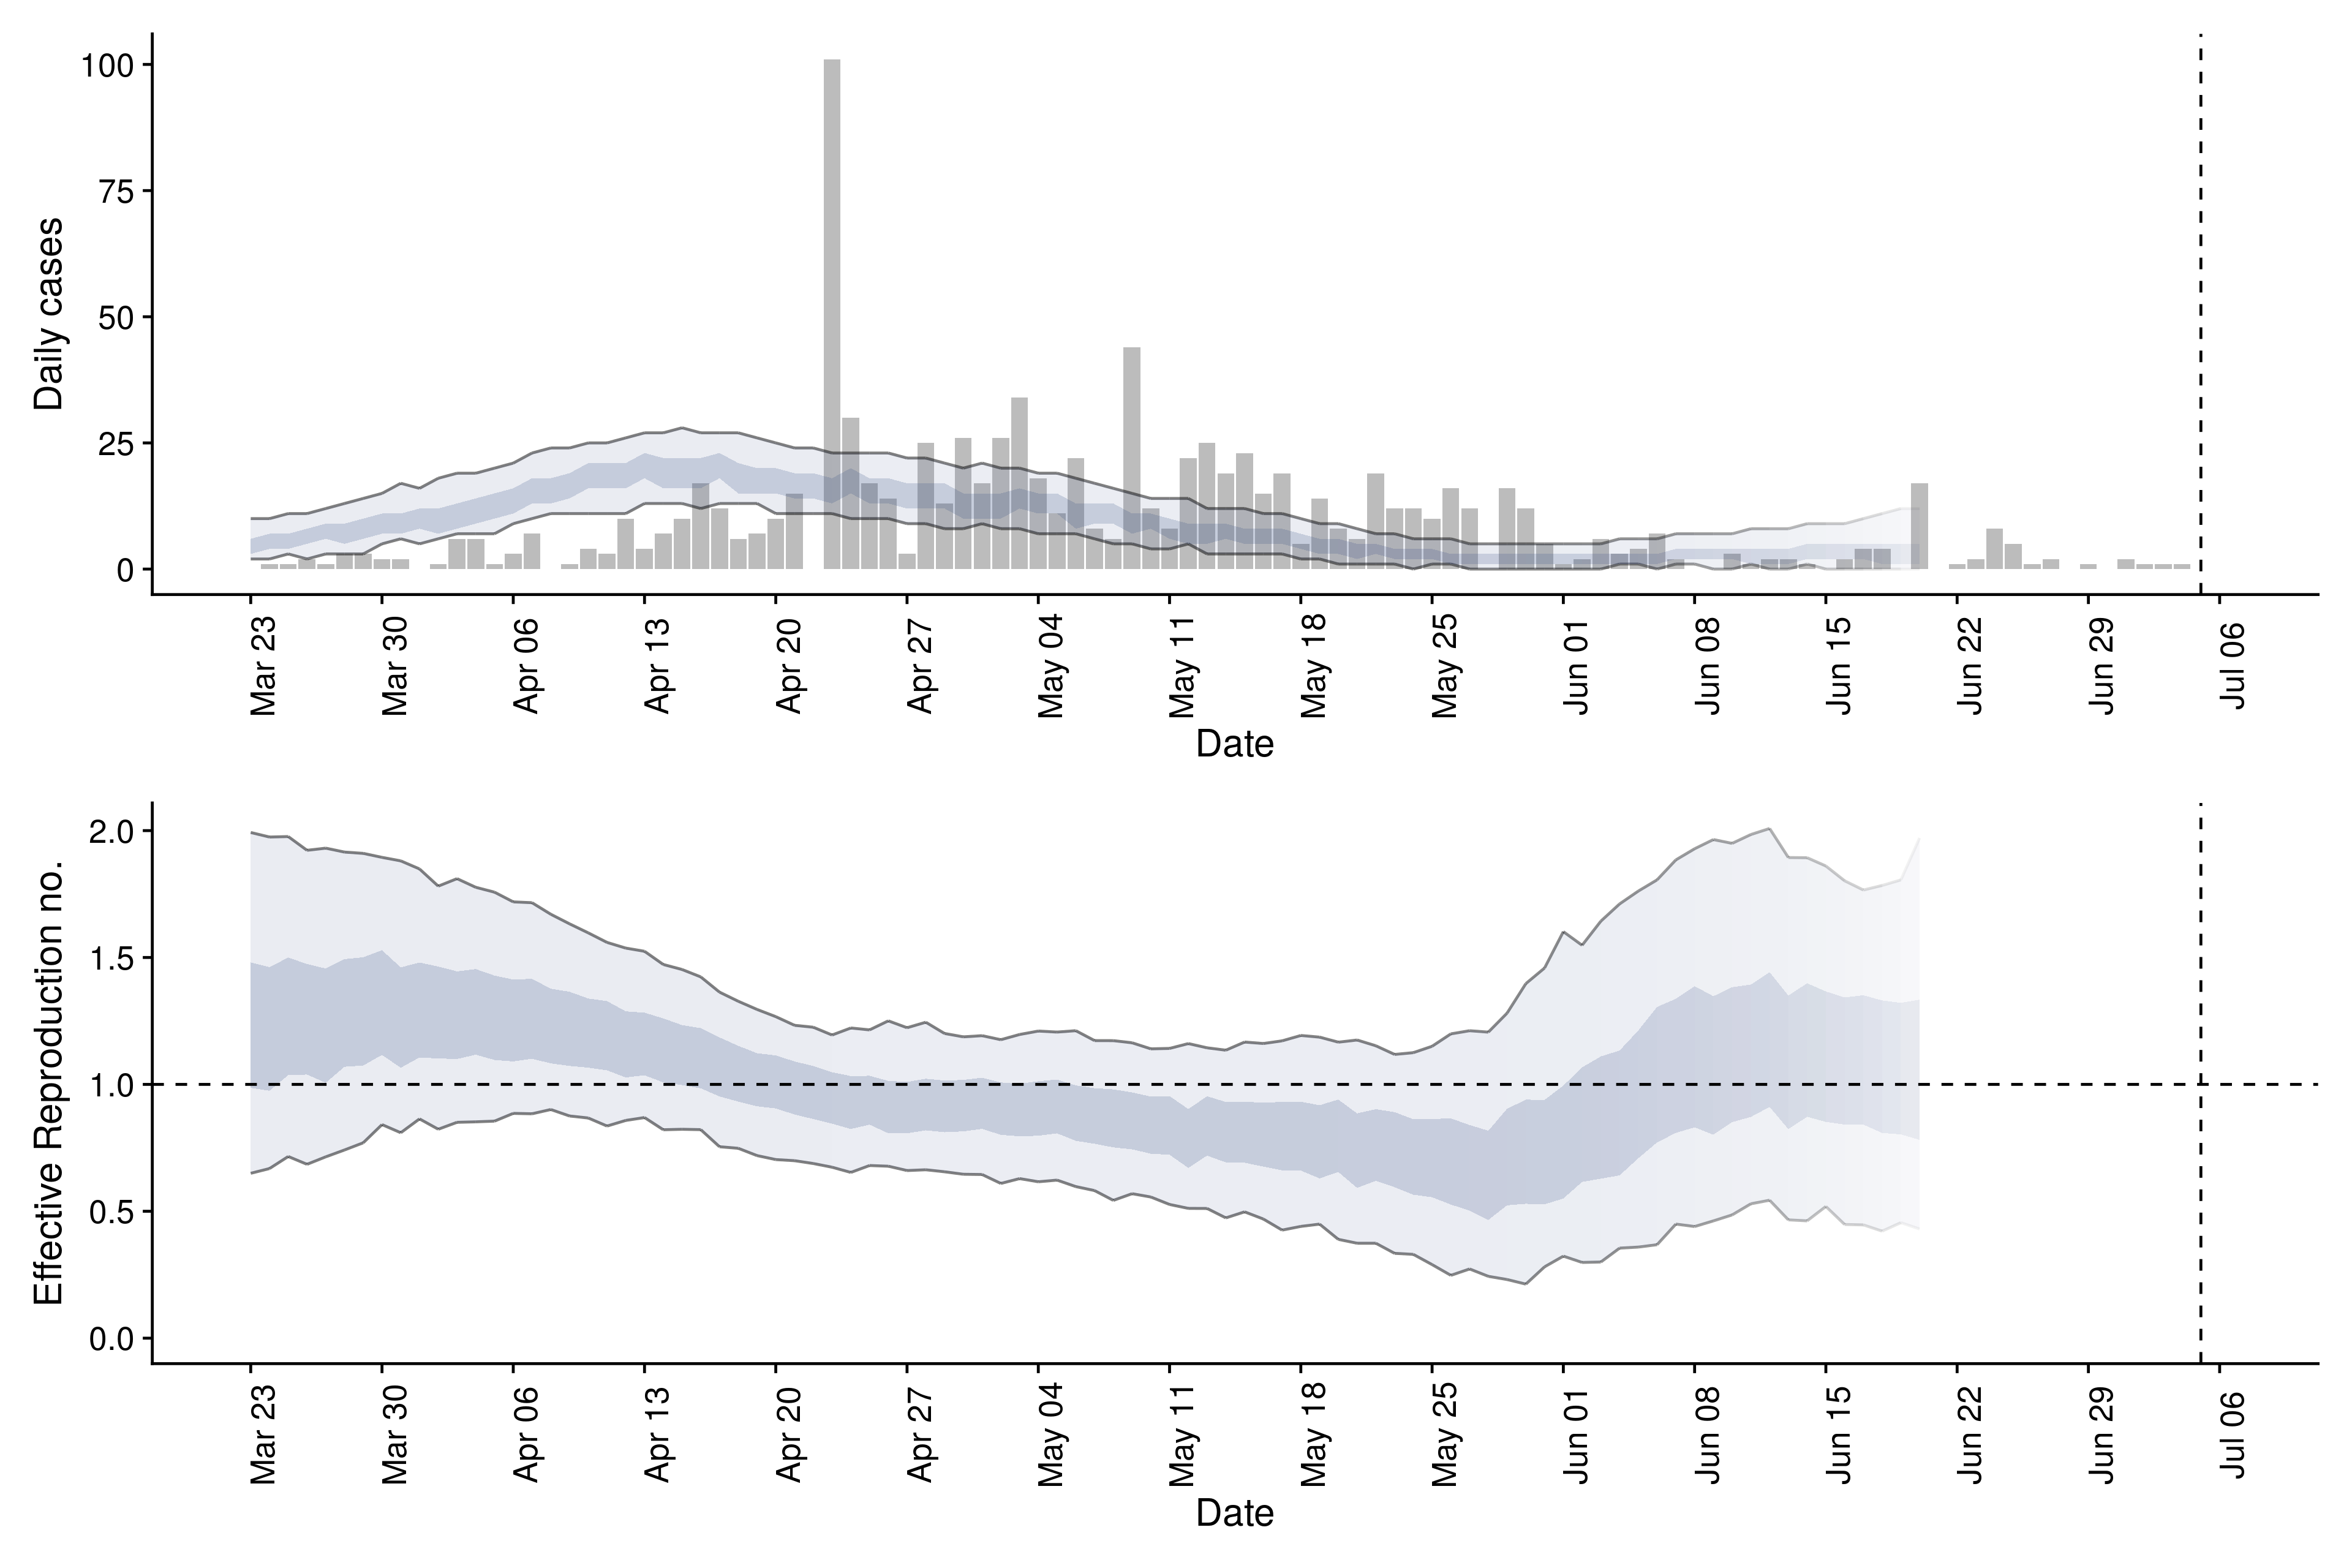 Daily cases
100
75
50
25
0
Mar 23
Mar 30
Apr 06
Apr 13
Apr 20
Apr 27
May 04
May 11
May 18
May 25
Jun 01
Jun 08
Jun 15
Jun 22
Jun 29
Jul 06
Date
Effective Reproduction no.
2.0
1.5
1.0
0.5
0.0
Mar 23
Mar 30
Apr 06
Apr 13
Apr 20
Apr 27
May 04
May 11
May 18
May 25
Jun 01
Jun 08
Jun 15
Jun 22
Jun 29
Jul 06
Date